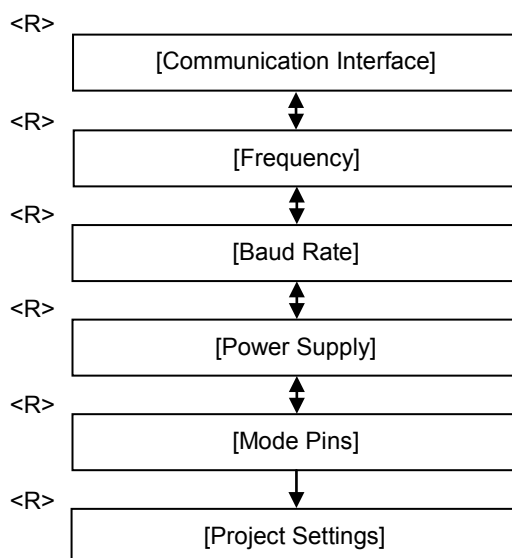 <R>
[Communication Interface]
<R>
[Frequency]
<R>
[Baud Rate]
<R>
[Power Supply]
<R>
[Mode Pins]
<R>
[Project Settings]